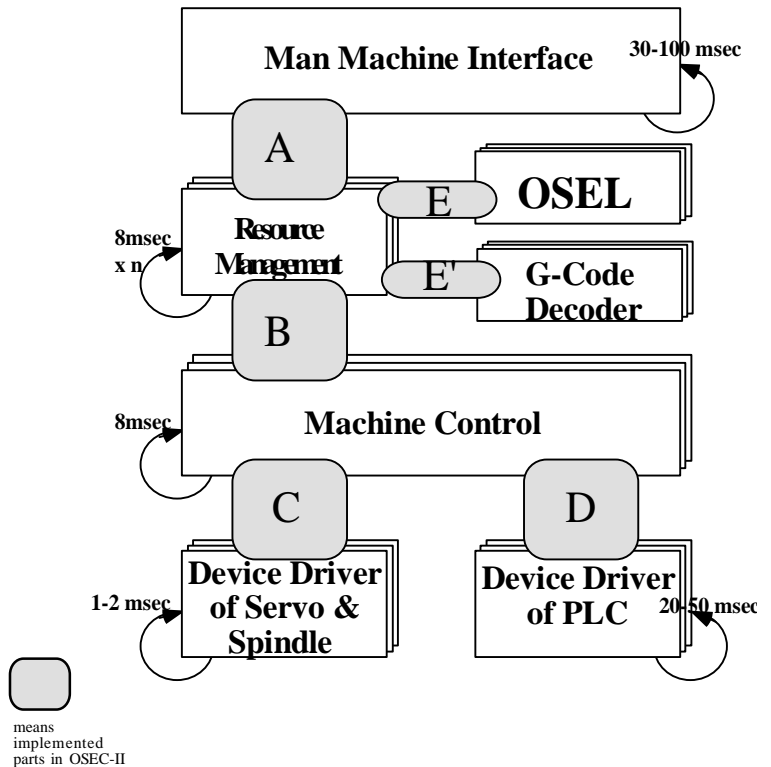 Man Machine Interface
30-100 msec
A
E
OSEL
8msec
x n
Resource
Management
E'
G-Code
Decoder
B
8msec
Machine Control
C
D
1-2 msec
Device Driver
of Servo &
Spindle
Device Driver
of PLC
20-50 msec
means
implemented
parts in OSEC-II